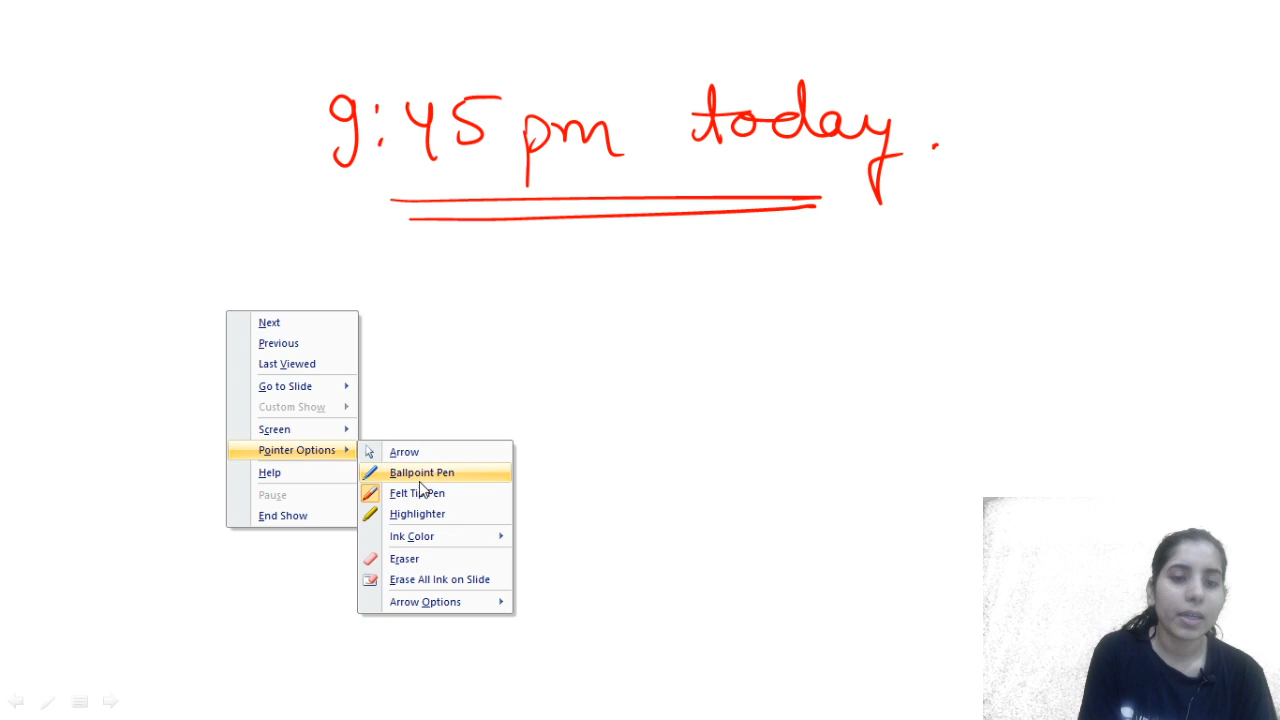 9:45 pm today.
Next
Previous
Last Viewed
Go to Slide
Custom Show
Screen
Pointer Options
Help
Pause
End Show
Arrow
Ballpoint Pen
Felt Tip Pen
Highlighter
Ink Color
Eraser
Erase All Ink on Slide
Arrow Options